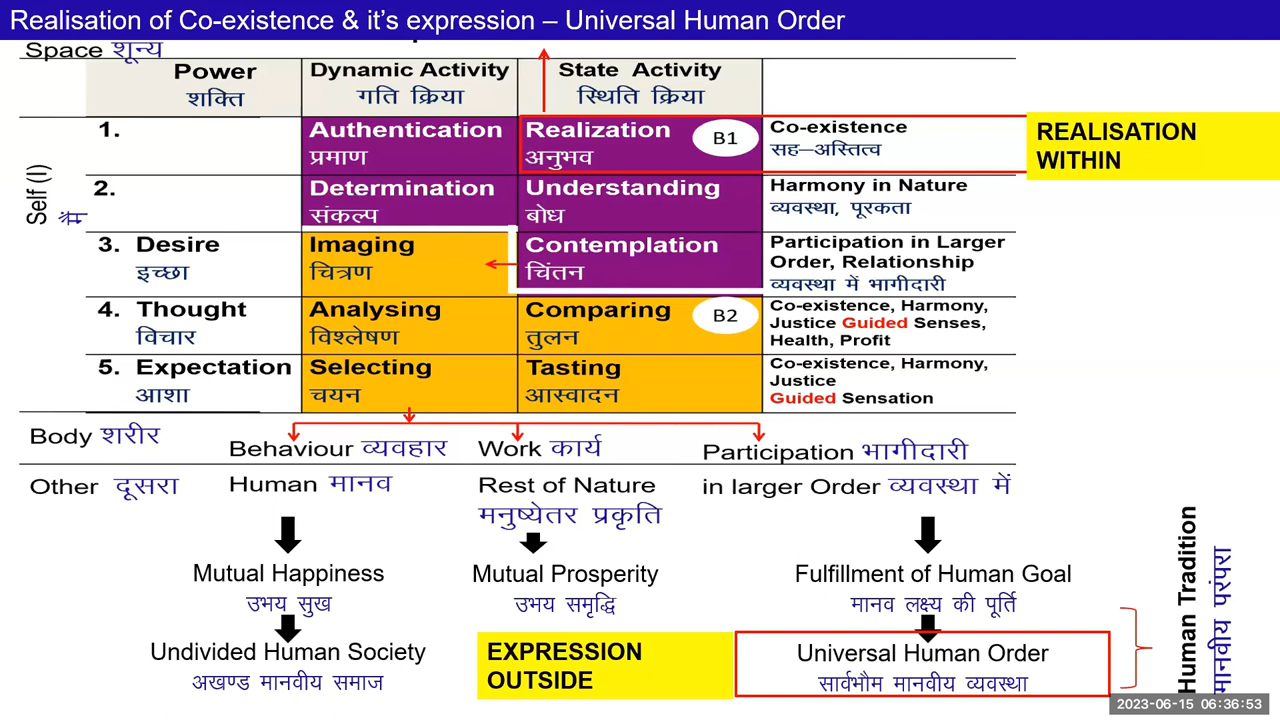 Realisation of Co-existence & it's expression – Universal Human Order
Space शून्य
Power Dynamic Activity State Activity
शक्ति गति क्रिया स्थिति क्रिया
Self (I)
मैं
1. Authentication Realization B1 Co-existence
प्रमाण अनुभव सह–अस्तित्व
REALISATION
WITHIN
2. Determination Understanding Harmony in Nature
संकल्प बोध व्यवस्था, पूरकता
3. Desire Imaging Contemplation Participation in Larger
Order, Relationship
इच्छा चित्रण चिंतन व्यवस्था में भागीदारी
4. Thought Analysing Comparing B2 Co-existence, Harmony,
Justice Guided Senses,
विचार विश्लेषण तुलन Health, Profit
5. Expectation Selecting Tasting Co-existence, Harmony,
Justice
आशा चयन आस्वादन Guided Sensation
Body शरीर Behaviour व्यवहार Work कार्य Participation भागीदारी
Other दूसरा Human मानव Rest of Nature in larger Order व्यवस्था में
मनुष्येतर प्रकृति
Mutual Happiness Mutual Prosperity Fulfillment of Human Goal
उभय सुख उभय समृद्धि मानव लक्ष्य की पूर्ति
Undivided Human Society
अखण्ड मानवीय समाज
EXPRESSION
OUTSIDE
Universal Human Order
सार्वभौम मानवीय व्यवस्था
Human Tradition
मानवीय परंपरा
2023-06-15 06:36:53